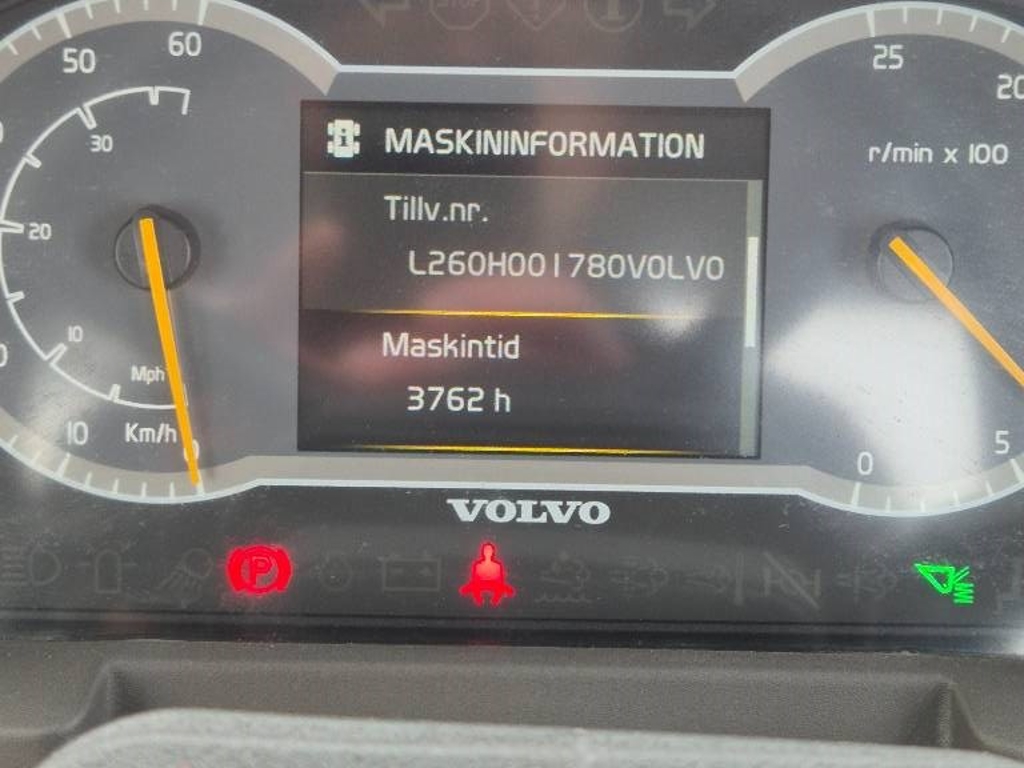 50
60
30
20
10
Mph
10
Km/h
0
MASKININFORMATION
Tillv.nr.
L260H001780VOLVO
Maskintid
3762 h
25
20
r/min x 100
5
0
VOLVO
P